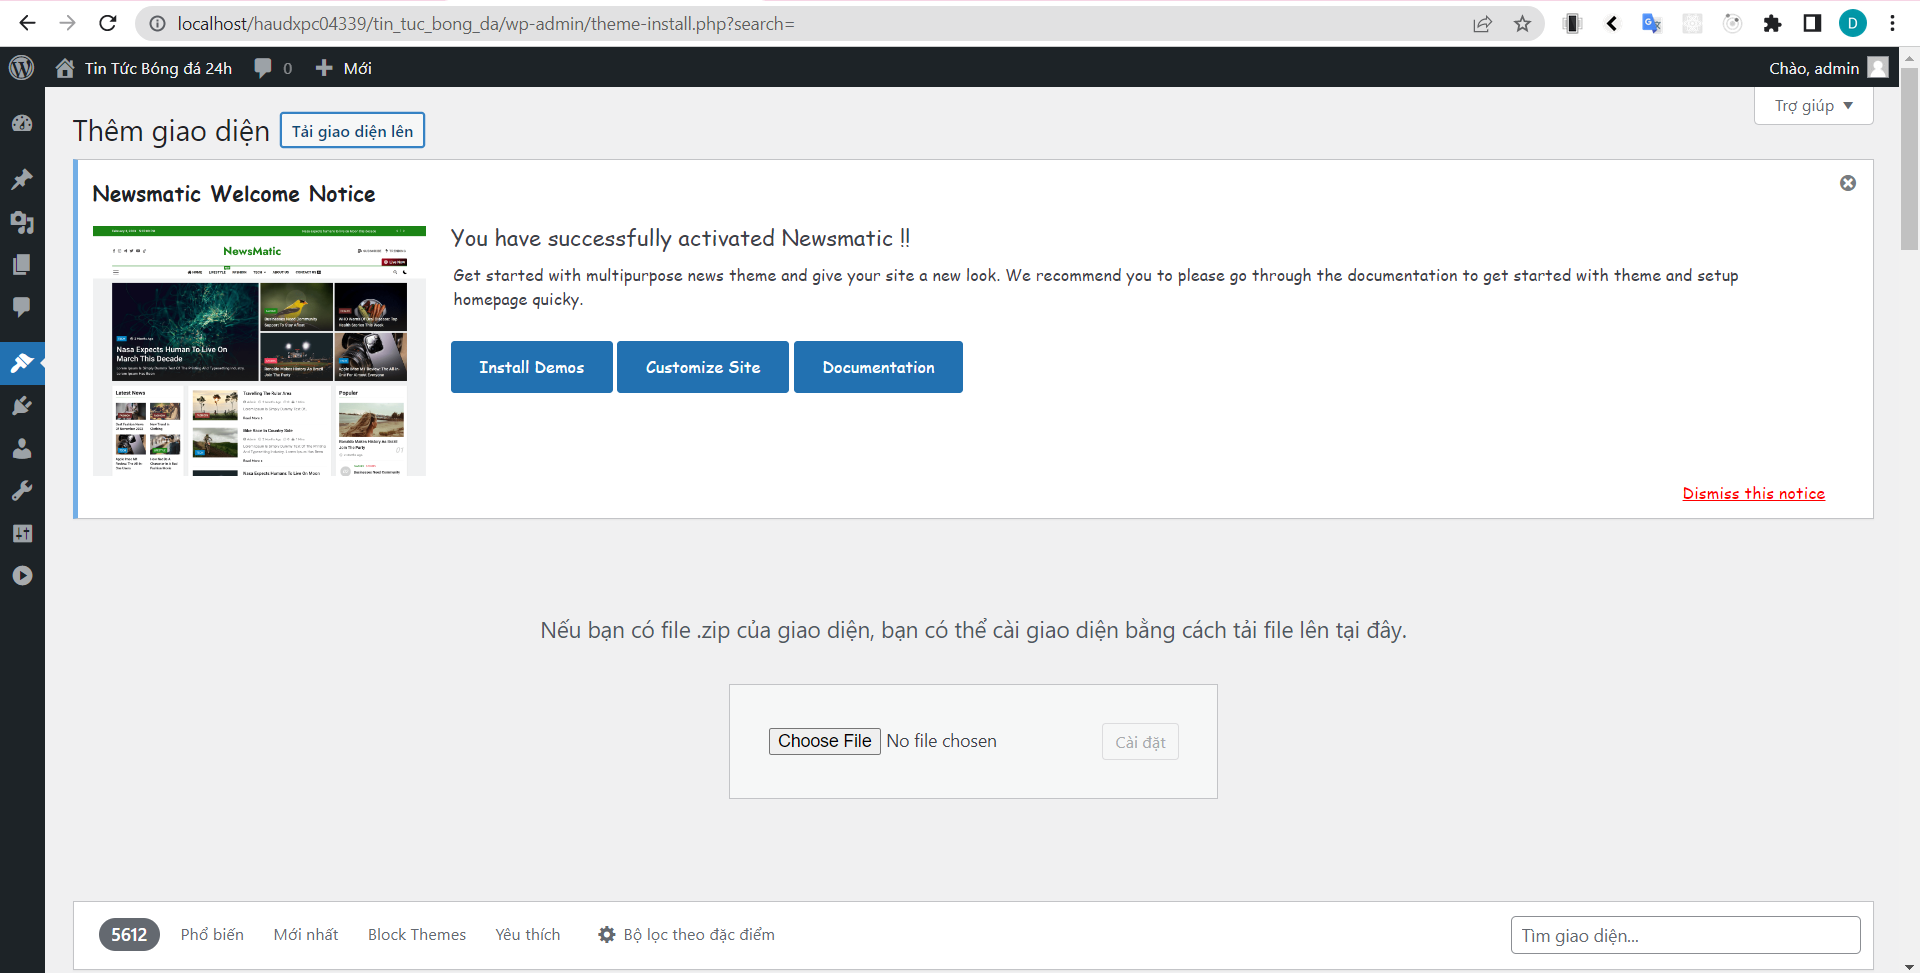 localhost/haudxpc04339/tin_tuc_bong_da/wp-admin/theme-install.php?search=
D
Tin Tức Bóng đá 24h
0
Mới
Chào, admin
Trợ giúp
Thêm giao diện
Tải giao diện lên
Newsmatic Welcome Notice
NewsMatic
Nasa Expects Human To Live On
March This Decade
Latest News
Popular
Travelling The Ruler Area
You have successfully activated Newsmatic !!
Get started with multipurpose news theme and give your site a new look. We recommend you to please go through the documentation to get started with theme and setup
homepage quicky.
Install Demos
Customize Site
Documentation
Dismiss this notice
Nếu bạn có file .zip của giao diện, bạn có thể cài giao diện bằng cách tải file lên tại đây.
Choose File No file chosen
Cài đặt
5612
Phổ biến
Mới nhất
Block Themes
Yêu thích
Bộ lọc theo đặc điểm
Tìm giao diện...